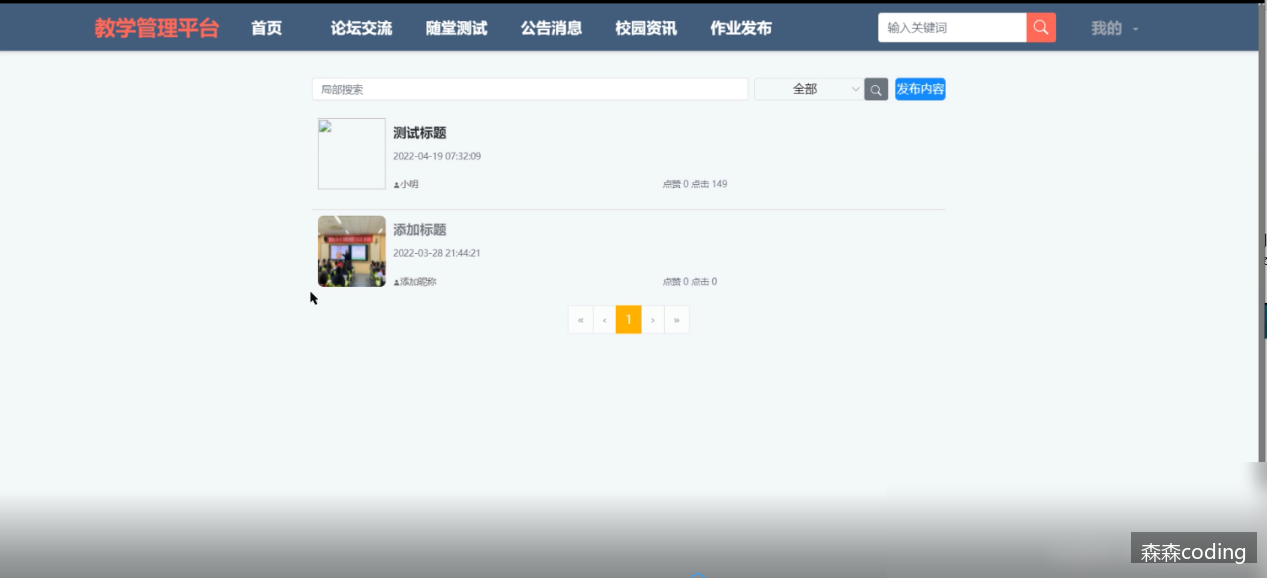 教学管理平台 首页 论坛交流 随堂测试 公告消息 校园资讯 作业发布 输入关键词 我的
局部搜索 全部 发布内容
测试标题
2022-04-19 07:32:09
小明 点赞 0 点击 149
添加标题
2022-03-28 21:44:21
添加昵称 点赞 0 点击 0
« ‹ 1 › »
森森coding